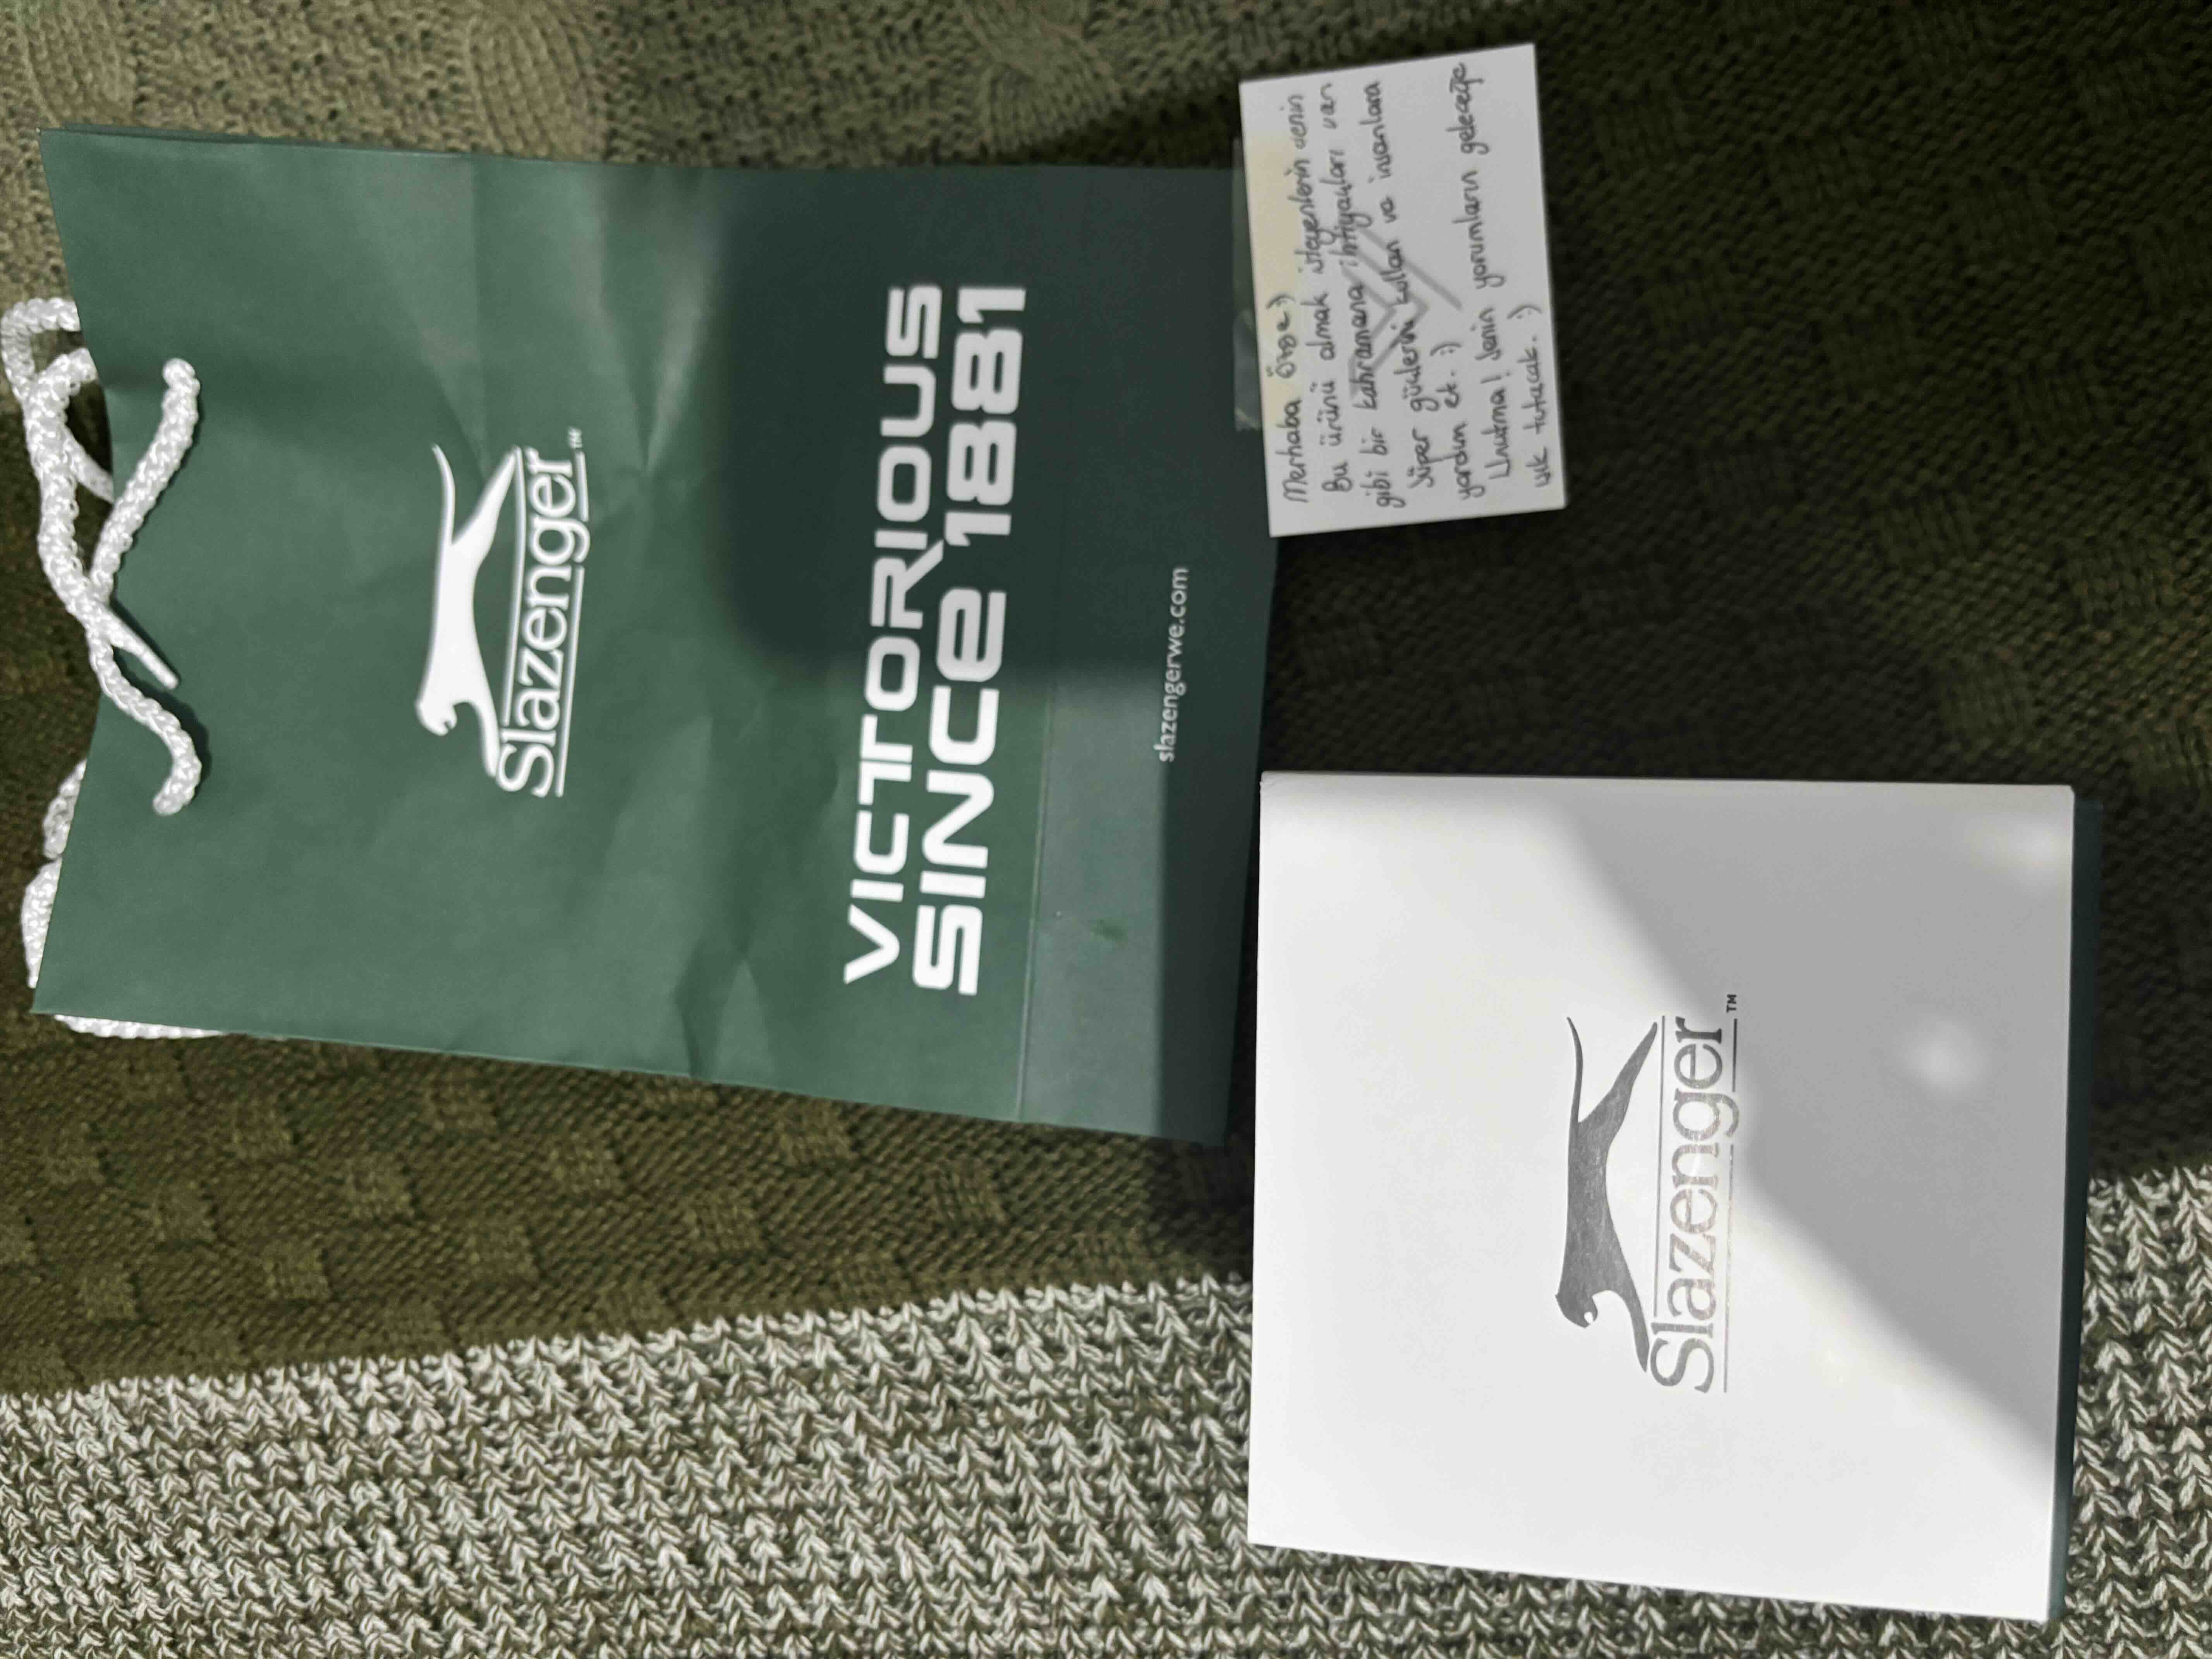 Slazenger™
VICTORIOUS
SINCE 1881
slazengerwe.com
Merhaba Özge :)
Bu ürünü almak isteyenlerin senin
gibi bir kahramana ihtiyaçları var
Süper güçlerini kullan ve insanlara
yardım et. :)
Unutma! Senin yorumların geleceğe
ışık tutacak. :)
Slazenger™